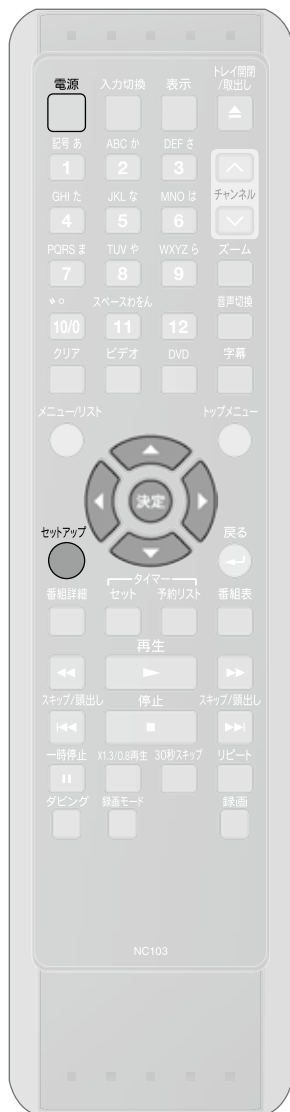 電源 入力切換 表示 トレイ開閉/取出し
記号 あ ABC か DEF さ
1 2 3
GHI た JKL な MNO は チャンネル
4 5 6
PQRS ま TUV や WXYZ ら ズーム
7 8 9
゛゜ スペースわをん 音声切換
10/0 11 12
クリア ビデオ DVD 字幕
メニュー/リスト トップメニュー
決定
セットアップ 戻る
タイマー
番組詳細 セット 予約リスト 番組表
再生
スキップ/頭出し 停止 スキップ/頭出し
一時停止 X1.3/0.8再生 30秒スキップ リピート
ダビング 録画モード 録画
NC103